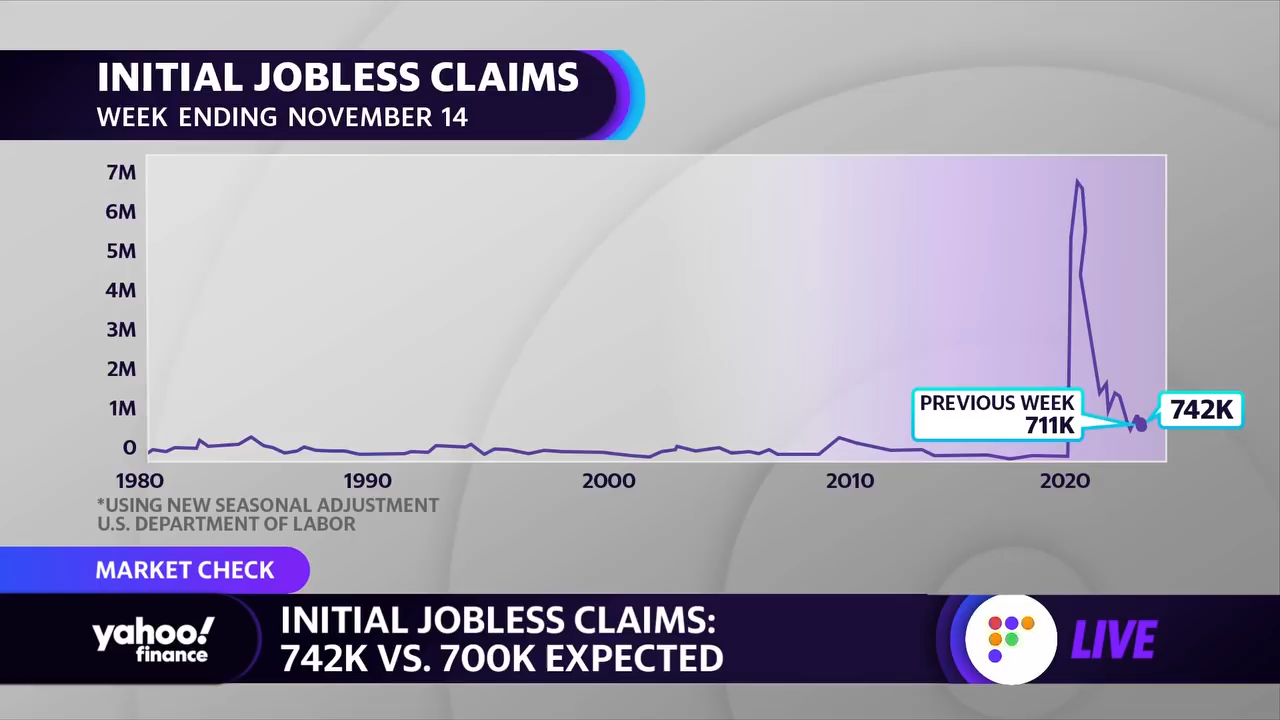 INITIAL JOBLESS CLAIMS
WEEK ENDING NOVEMBER 14
7M
6M
5M
4M
3M
2M
1M
0
PREVIOUS WEEK
711K
742K
1980 1990 2000 2010 2020
*USING NEW SEASONAL ADJUSTMENT
U.S. DEPARTMENT OF LABOR
MARKET CHECK
yahoo!
finance
INITIAL JOBLESS CLAIMS:
742K VS. 700K EXPECTED
LIVE